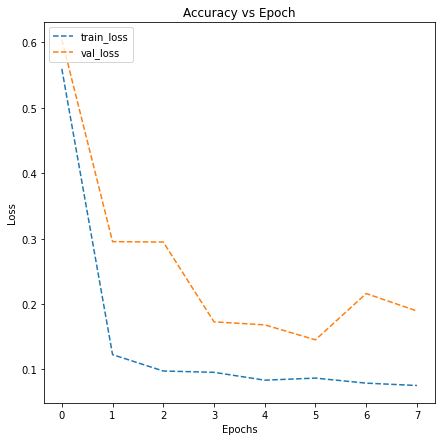 Accuracy vs Epoch
train_loss
val_loss
Loss
0.6
0.5
0.4
0.3
0.2
0.1
0 1 2 3 4 5 6 7
Epochs